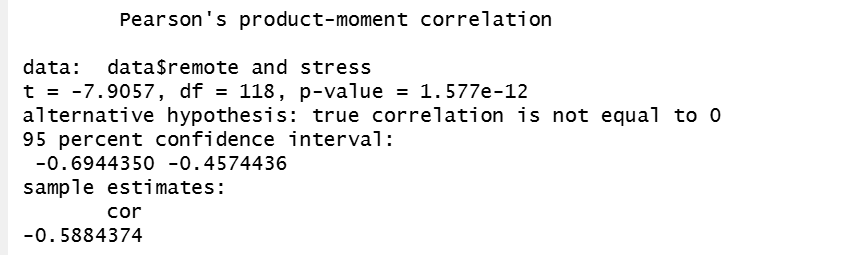 Pearson's product-moment correlation
data:  data$remote and stress
t = -7.9057, df = 118, p-value = 1.577e-12
alternative hypothesis: true correlation is not equal to 0
95 percent confidence interval:
 -0.6944350 -0.4574436
sample estimates:
       cor
-0.5884374